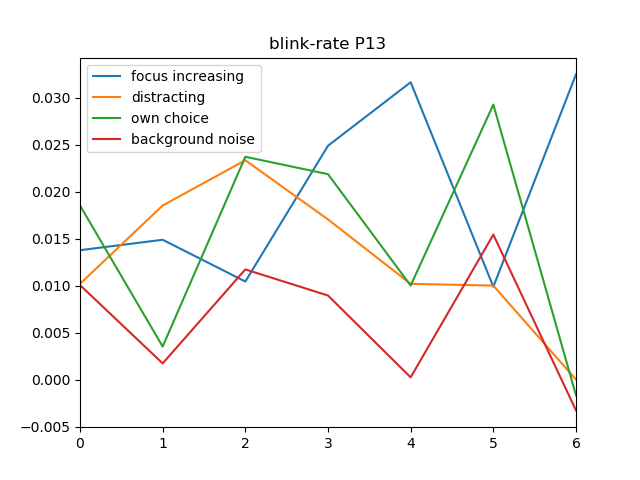 blink-rate P13
focus increasing
distracting
own choice
background noise
0.030
0.025
0.020
0.015
0.010
0.005
0.000
−0.005
0 1 2 3 4 5 6